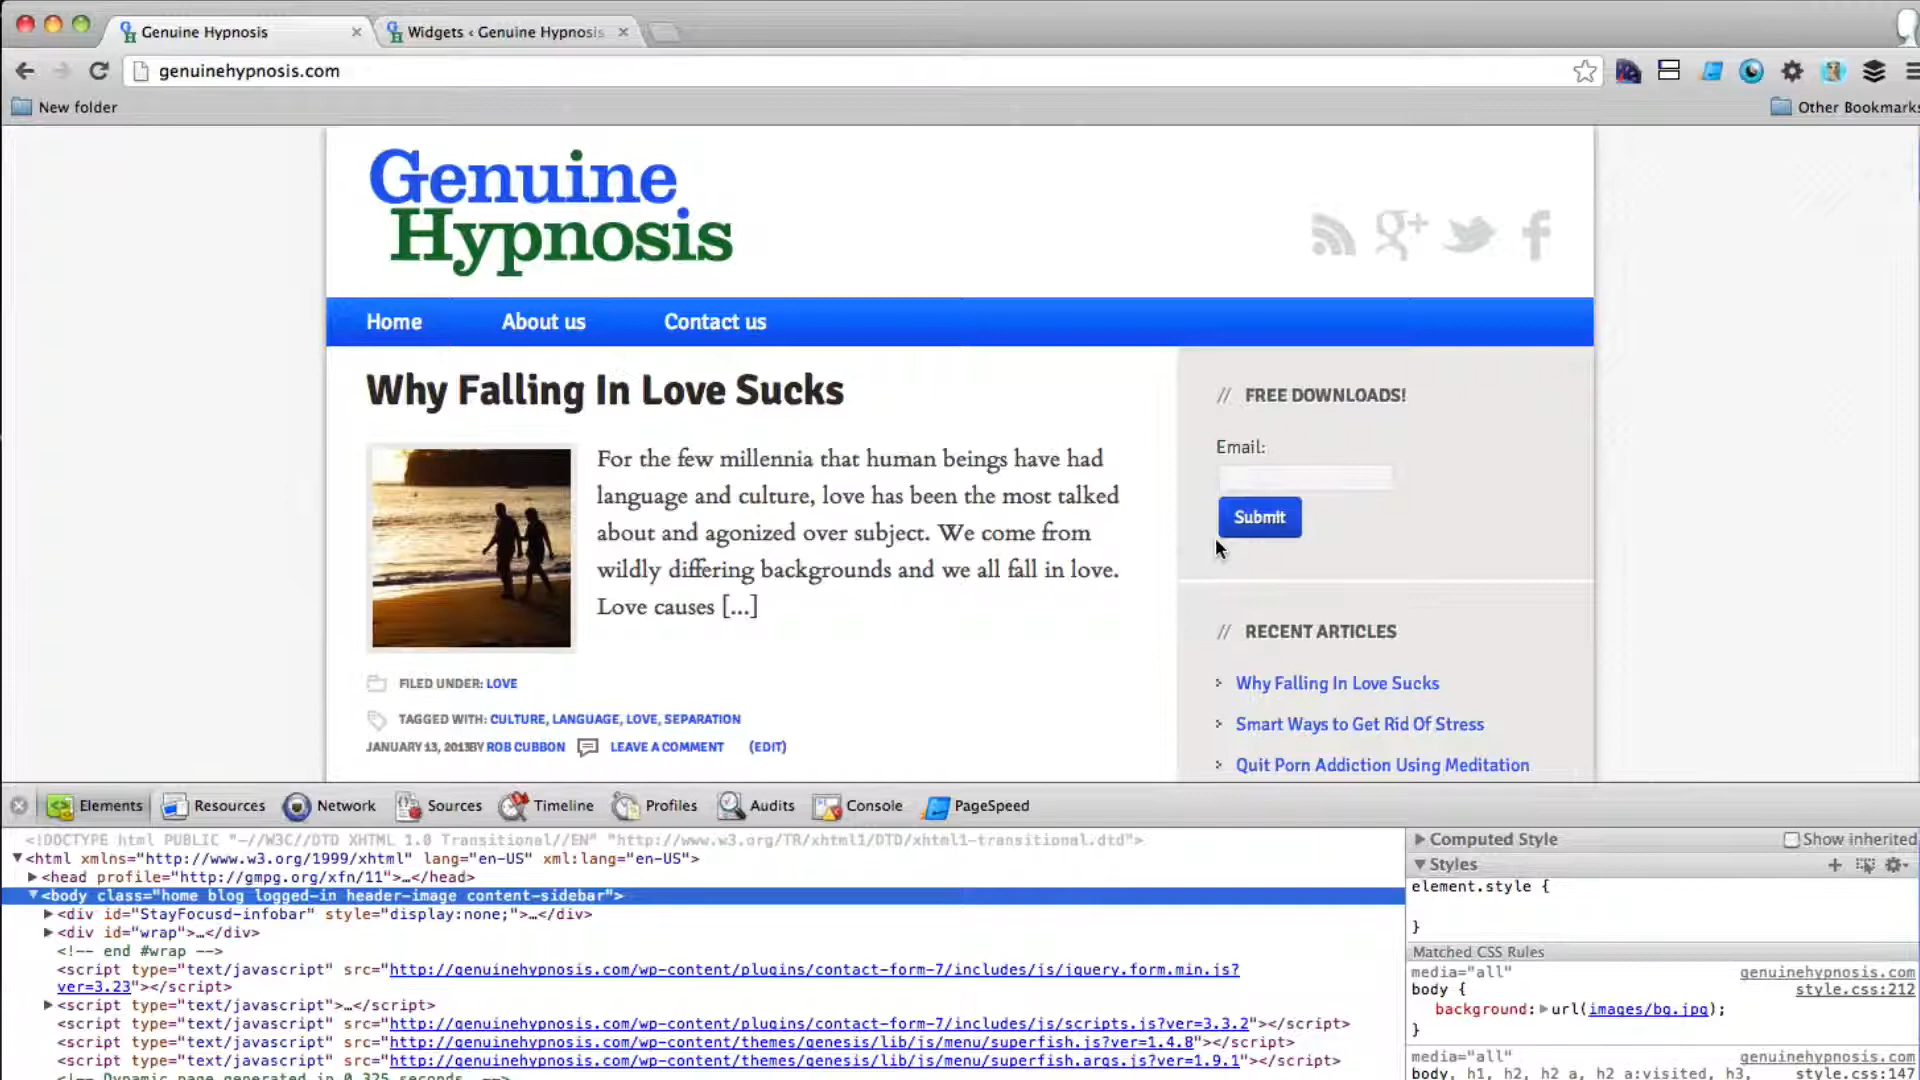 Genuine Hypnosis
Widgets ‹ Genuine Hypnosis
genuinehypnosis.com
New folder
Other Bookmarks
Genuine
Hypnosis
Home About us Contact us
Why Falling In Love Sucks
For the few millennia that human beings have had
language and culture, love has been the most talked
about and agonized over subject. We come from
wildly differing backgrounds and we all fall in love.
Love causes [...]
FILED UNDER: LOVE
TAGGED WITH: CULTURE, LANGUAGE, LOVE, SEPARATION
JANUARY 13, 2013BY ROB CUBBON LEAVE A COMMENT (EDIT)
// FREE DOWNLOADS!
Email:
Submit
// RECENT ARTICLES
Why Falling In Love Sucks
Smart Ways to Get Rid Of Stress
Quit Porn Addiction Using Meditation
Elements Resources Network Sources Timeline Profiles Audits Console PageSpeed
<!DOCTYPE html PUBLIC "-//W3C//DTD XHTML 1.0 Transitional//EN" "http://www.w3.org/TR/xhtml1/DTD/xhtml1-transitional.dtd">
<html xmlns="http://www.w3.org/1999/xhtml" lang="en-US" xml:lang="en-US">
<head profile="http://gmpg.org/xfn/11">…</head>
<body class="home blog logged-in header-image content-sidebar">
<div id="StayFocusd-infobar" style="display:none;">…</div>
<div id="wrap">…</div>
<!-- end #wrap -->
<script type="text/javascript" src="http://genuinehypnosis.com/wp-content/plugins/contact-form-7/includes/js/jquery.form.min.js?
ver=3.23"></script>
<script type="text/javascript">…</script>
<script type="text/javascript" src="http://genuinehypnosis.com/wp-content/plugins/contact-form-7/includes/js/scripts.js?ver=3.3.2"></script>
<script type="text/javascript" src="http://genuinehypnosis.com/wp-content/themes/genesis/lib/js/menu/superfish.js?ver=1.4.8"></script>
<script type="text/javascript" src="http://genuinehypnosis.com/wp-content/themes/genesis/lib/js/menu/superfish.args.js?ver=1.9.1"></script>
<!-- Dynamic page generated in 0.325 seconds. -->
Computed Style Show inherited
Styles
element.style {
}
Matched CSS Rules
media="all" genuinehypnosis.com
body { style.css:212
background: url(images/bg.jpg);
}
media="all" genuinehypnosis.com
body, h1, h2, h2 a, h2 a:visited, h3, style.css:147